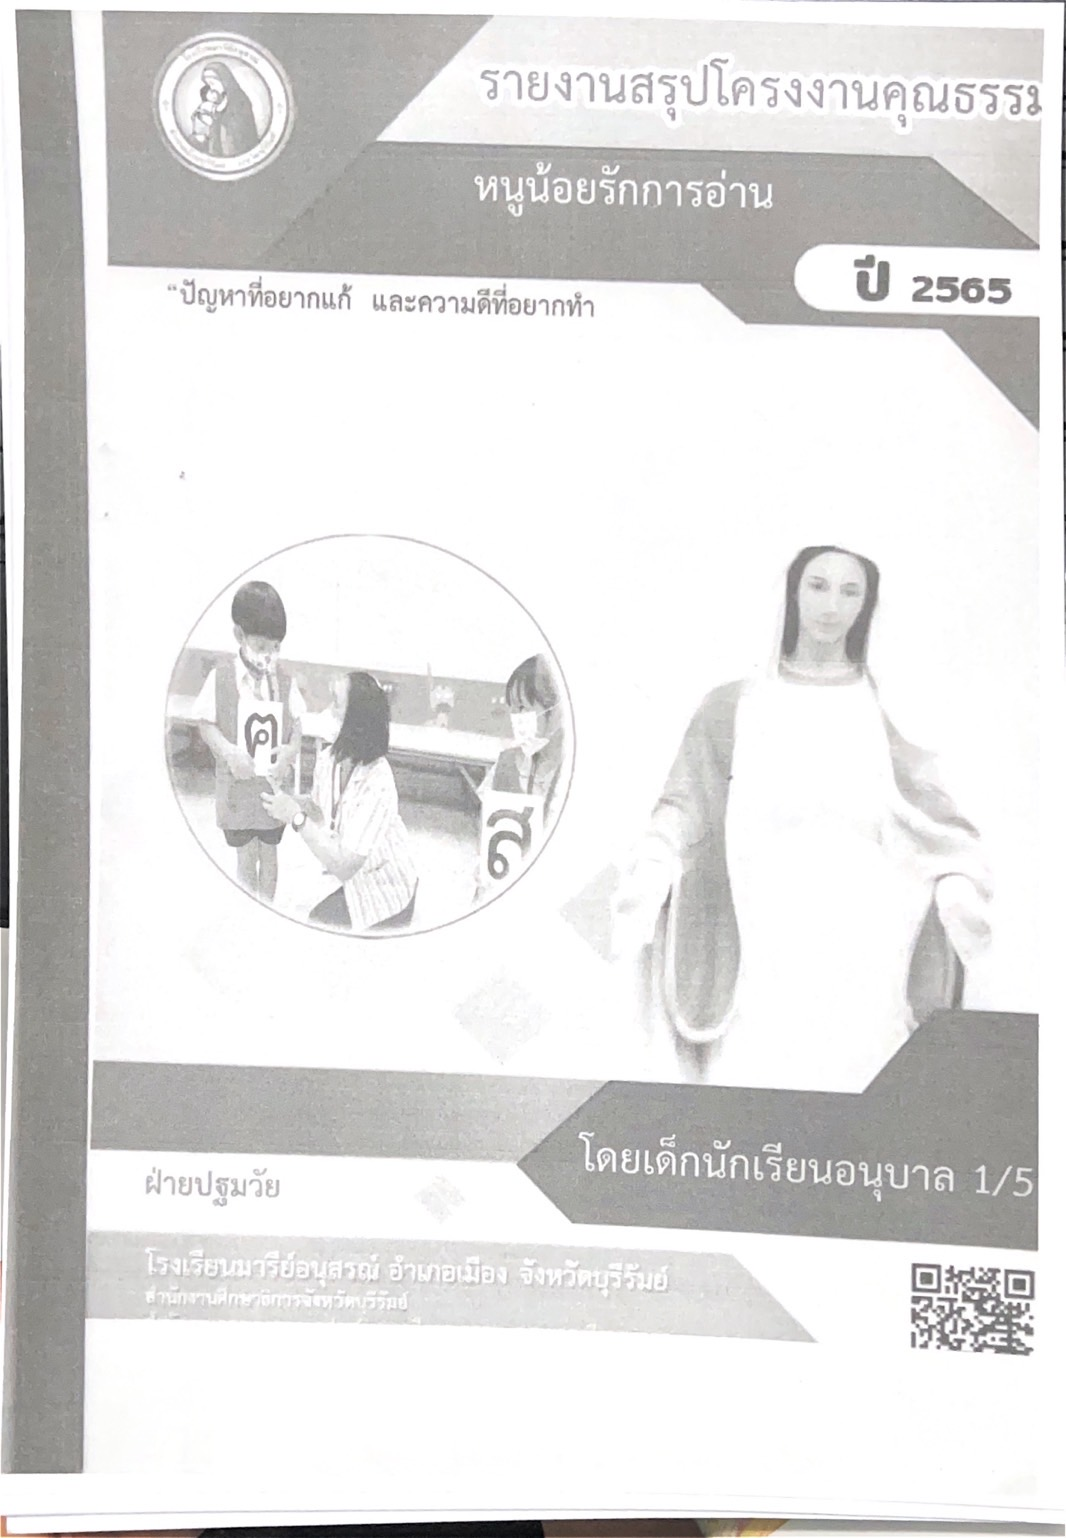 รายงานสรุปโครงงานคุณธรรม
หนูน้อยรักการอ่าน
ปี 2565
“ปัญหาที่อยากแก้ และความดีที่อยากทำ
ฅ
ส
โดยเด็กนักเรียนอนุบาล 1/5
ฝ่ายปฐมวัย
โรงเรียนมารีย์อนุสรณ์ อำเภอเมือง จังหวัดบุรีรัมย์
สำนักงานศึกษาธิการจังหวัดบุรีรัมย์